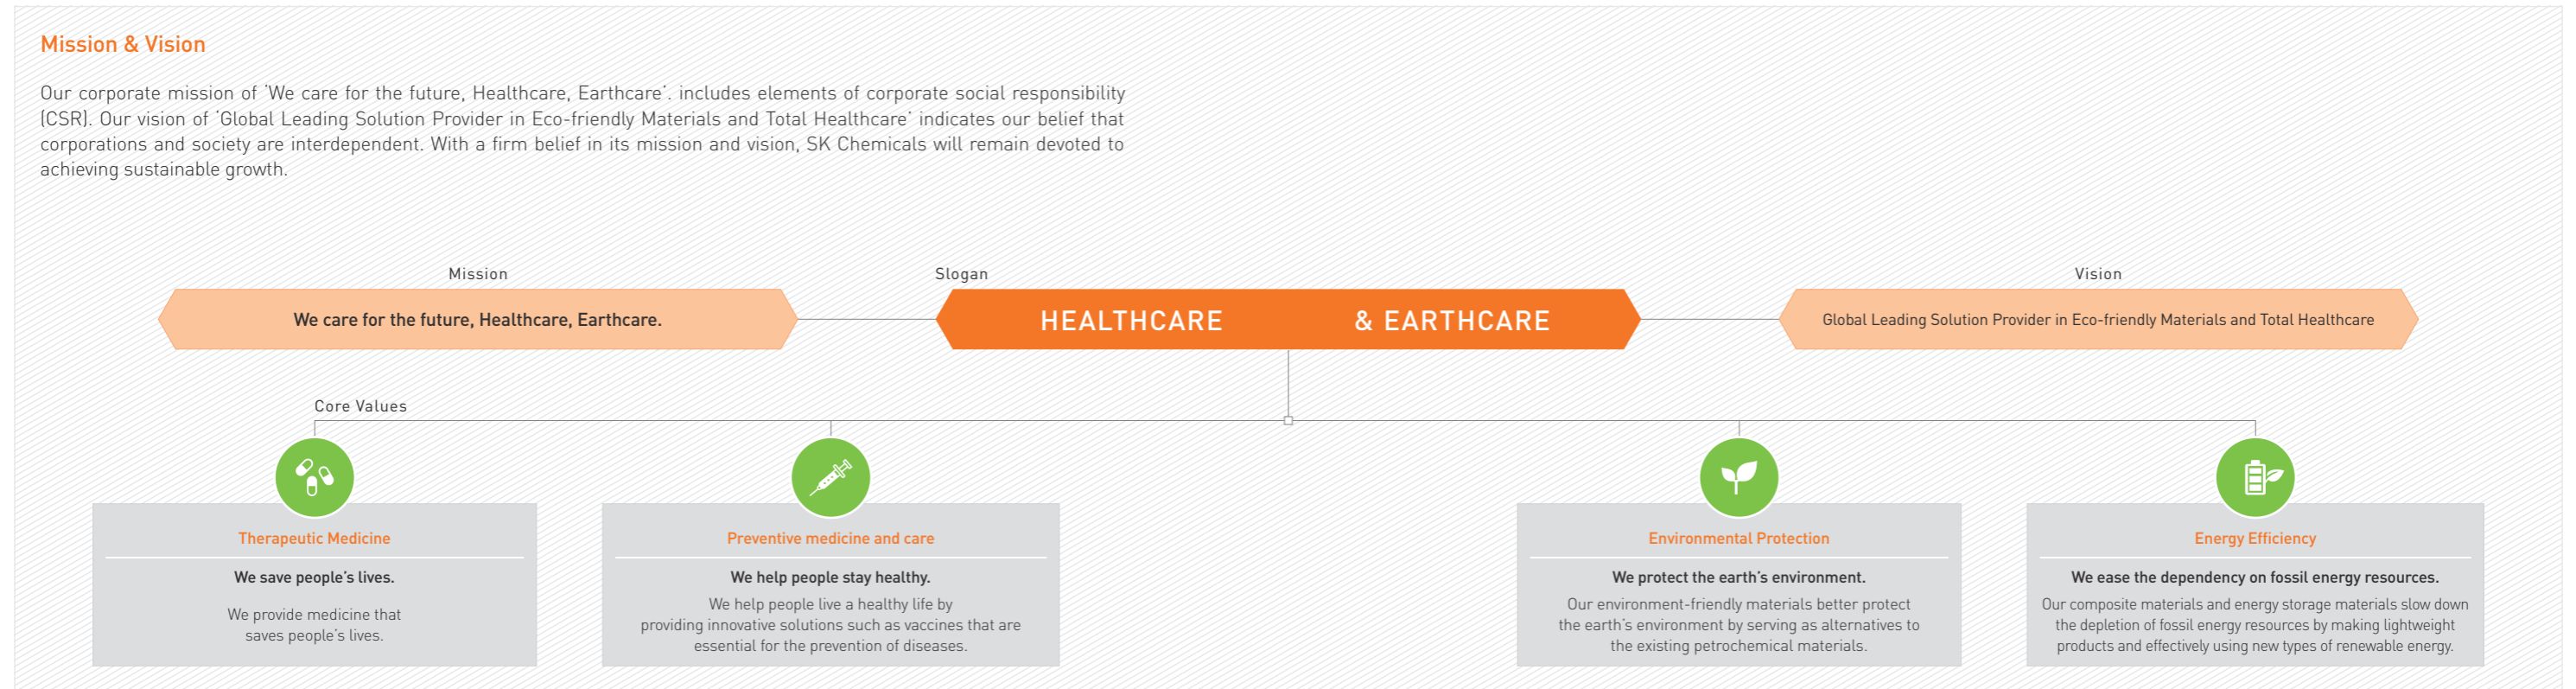 Mission & Vision
Our corporate mission of ‘We care for the future, Healthcare, Earthcare’. includes elements of corporate social responsibility
(CSR). Our vision of ‘Global Leading Solution Provider in Eco-friendly Materials and Total Healthcare’ indicates our belief that
corporations and society are interdependent. With a firm belief in its mission and vision, SK Chemicals will remain devoted to
achieving sustainable growth.
Mission
We care for the future, Healthcare, Earthcare.
Slogan
HEALTHCARE & EARTHCARE
Vision
Global Leading Solution Provider in Eco-friendly Materials and Total Healthcare
Core Values
Therapeutic Medicine
We save people’s lives.
We provide medicine that
saves people’s lives.
Preventive medicine and care
We help people stay healthy.
We help people live a healthy life by
providing innovative solutions such as vaccines that are
essential for the prevention of diseases.
Environmental Protection
We protect the earth’s environment.
Our environment-friendly materials better protect
the earth’s environment by serving as alternatives to
the existing petrochemical materials.
Energy Efficiency
We ease the dependency on fossil energy resources.
Our composite materials and energy storage materials slow down
the depletion of fossil energy resources by making lightweight
products and effectively using new types of renewable energy.